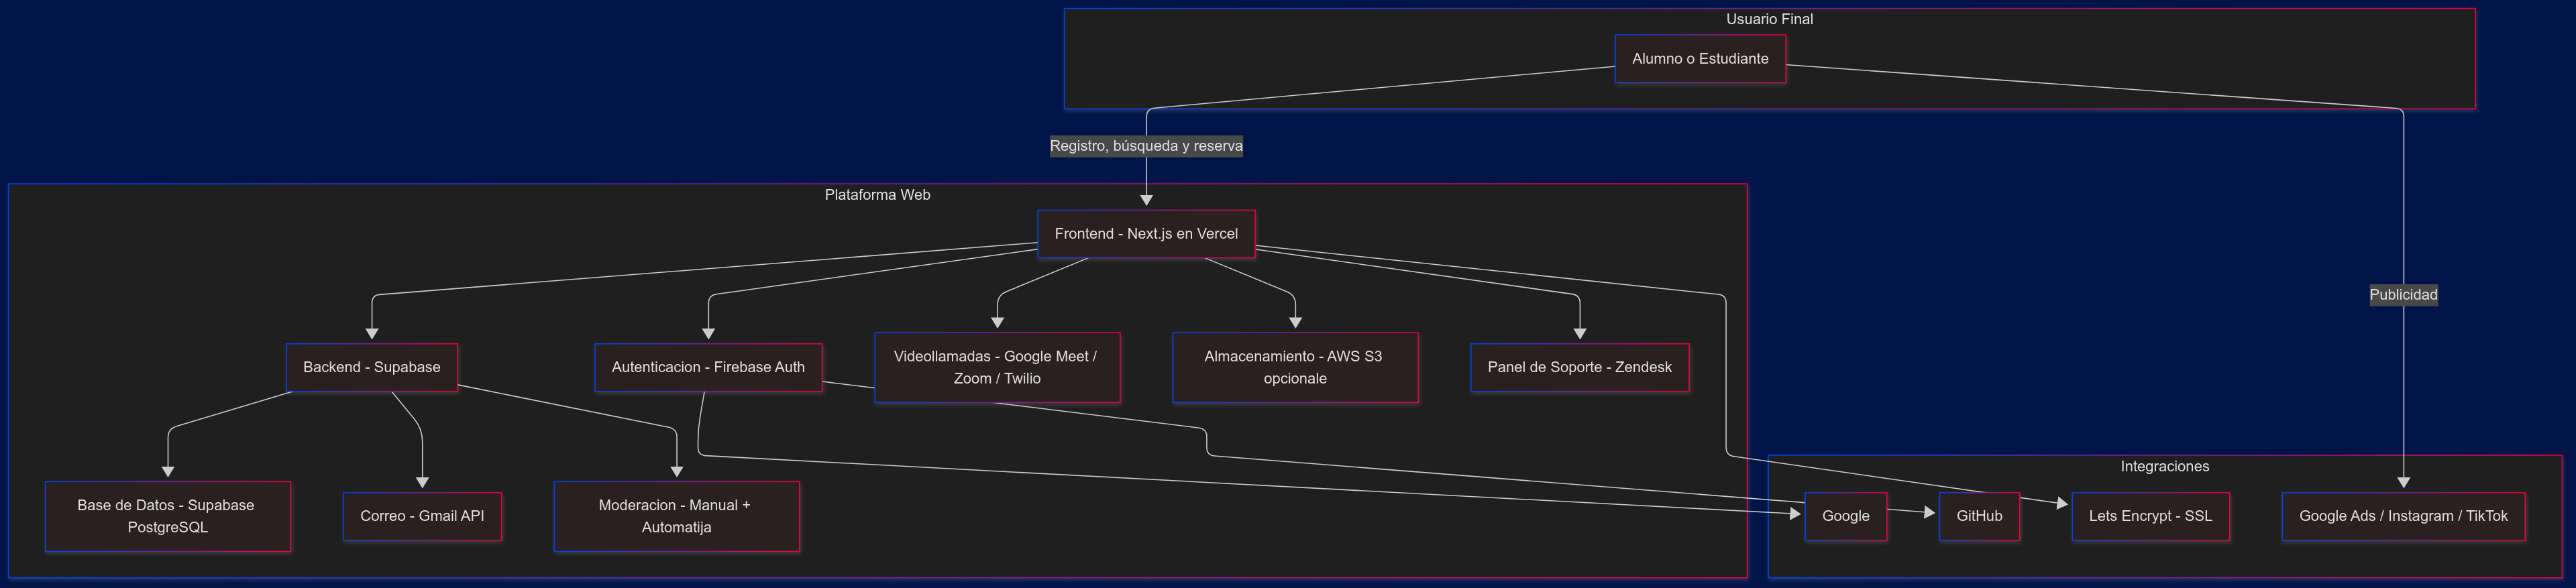 Usuario Final
Alumno o Estudiante
Registro, búsqueda y reserva
Plataforma Web
Frontend - Next.js en Vercel
Publicidad
Backend - Supabase
Autenticacion - Firebase Auth
Videollamadas - Google Meet /
Zoom / Twilio
Almacenamiento - AWS S3
opcionale
Panel de Soporte - Zendesk
Integraciones
Base de Datos - Supabase
PostgreSQL
Correo - Gmail API
Moderacion - Manual +
Automatija
Google
GitHub
Lets Encrypt - SSL
Google Ads / Instagram / TikTok